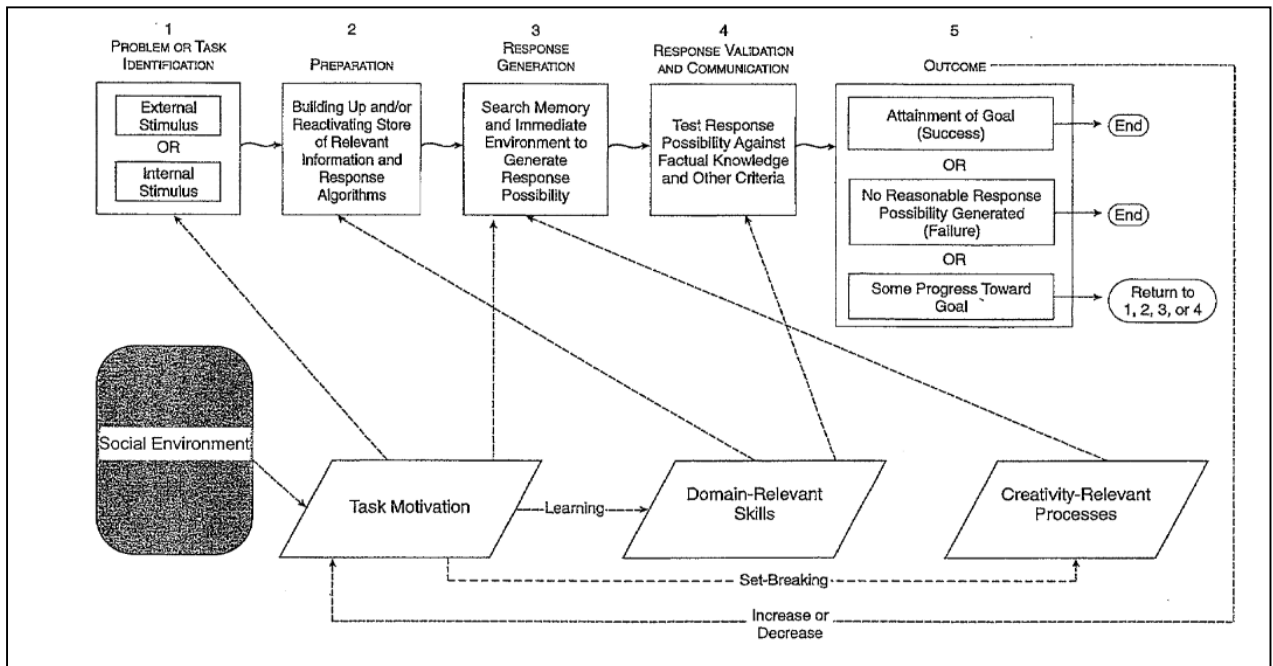 1
PROBLEM OR TASK
IDENTIFICATION
External
Stimulus
OR
Internal
Stimulus
2
PREPARATION
Building Up and/or
Reactivating Store
of Relevant
Information and
Response
Algorithms
3
RESPONSE
GENERATION
Search Memory
and Immediate
Environment to
Generate
Response
Possibility
4
RESPONSE VALIDATION
AND COMMUNICATION
Test Response
Possibility Against
Factual Knowledge
and Other Criteria
5
OUTCOME
Attainment of Goal
(Success)
End
OR
No Reasonable Response
Possibility Generated
(Failure)
End
OR
Some Progress Toward
Goal
Return to
1, 2, 3, or 4
Social Environment
Task Motivation
Learning
Domain-Relevant
Skills
Creativity-Relevant
Processes
Set-Breaking
Increase or
Decrease